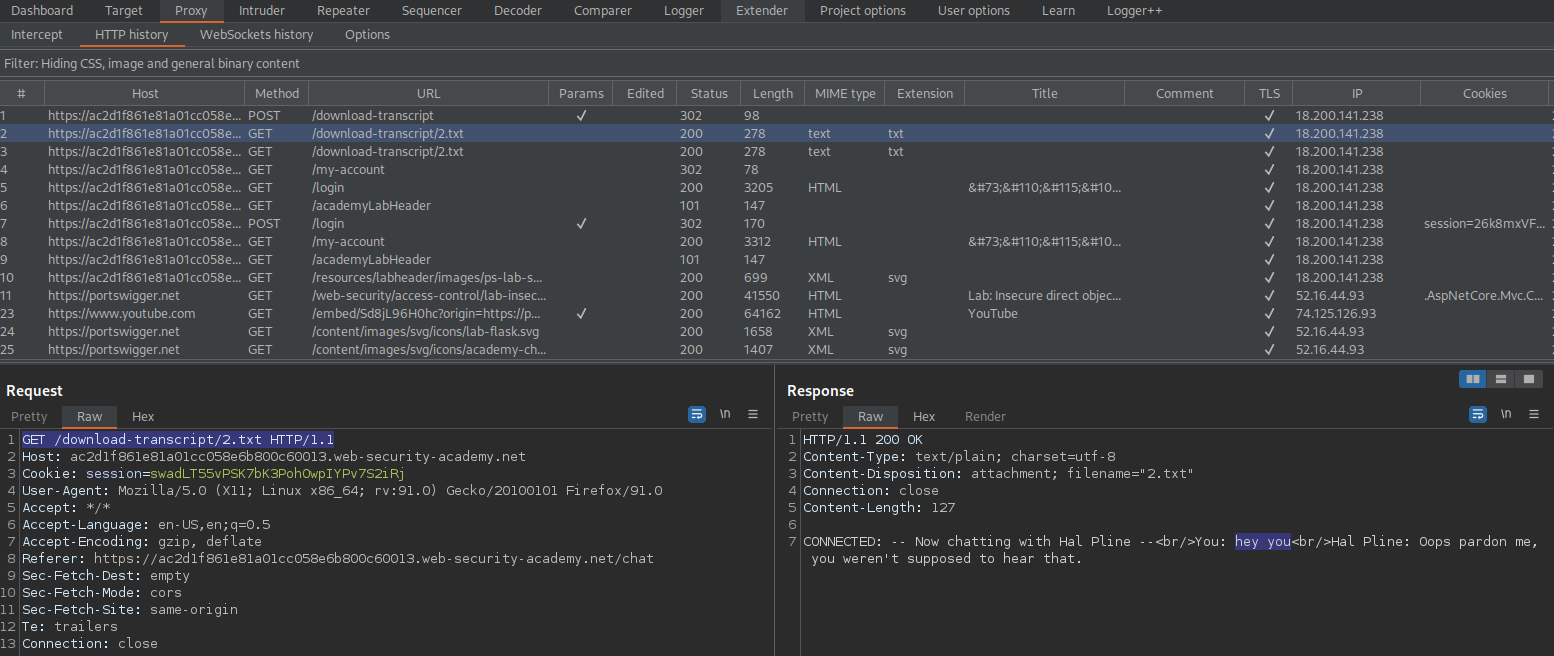 Dashboard Target Proxy Intruder Repeater Sequencer Decoder Comparer Logger Extender Project options User options Learn Logger++
Intercept HTTP history WebSockets history Options
Filter: Hiding CSS, image and general binary content
# Host Method URL Params Edited Status Length MIME type Extension Title Comment TLS IP Cookies
1 https://ac2d1f861e81a01cc058e... POST /download-transcript ✓ 302 98 ✓ 18.200.141.238
2 https://ac2d1f861e81a01cc058e... GET /download-transcript/2.txt 200 278 text txt ✓ 18.200.141.238
3 https://ac2d1f861e81a01cc058e... GET /download-transcript/2.txt 200 278 text txt ✓ 18.200.141.238
4 https://ac2d1f861e81a01cc058e... GET /my-account 302 78 ✓ 18.200.141.238
5 https://ac2d1f861e81a01cc058e... GET /login 200 3205 HTML &#73;&#110;&#115;&#10... ✓ 18.200.141.238
6 https://ac2d1f861e81a01cc058e... GET /academyLabHeader 101 147 ✓ 18.200.141.238
7 https://ac2d1f861e81a01cc058e... POST /login ✓ 302 170 ✓ 18.200.141.238 session=26k8mxVF...
8 https://ac2d1f861e81a01cc058e... GET /my-account 200 3312 HTML &#73;&#110;&#115;&#10... ✓ 18.200.141.238
9 https://ac2d1f861e81a01cc058e... GET /academyLabHeader 101 147 ✓ 18.200.141.238
10 https://ac2d1f861e81a01cc058e... GET /resources/labheader/images/ps-lab-s... 200 699 XML svg ✓ 18.200.141.238
11 https://portswigger.net GET /web-security/access-control/lab-insec... 200 41550 HTML Lab: Insecure direct objec... ✓ 52.16.44.93 .AspNetCore.Mvc.C...
23 https://www.youtube.com GET /embed/Sd8jL96H0hc?origin=https://p... ✓ 200 64162 HTML YouTube ✓ 74.125.126.93
24 https://portswigger.net GET /content/images/svg/icons/lab-flask.svg 200 1658 XML svg ✓ 52.16.44.93
25 https://portswigger.net GET /content/images/svg/icons/academy-ch... 200 1407 XML svg ✓ 52.16.44.93
Request
Pretty Raw Hex \n
1 GET /download-transcript/2.txt HTTP/1.1
2 Host: ac2d1f861e81a01cc058e6b800c60013.web-security-academy.net
3 Cookie: session=swadLT55vPSK7bK3PohOwpIYPv7S2iRj
4 User-Agent: Mozilla/5.0 (X11; Linux x86_64; rv:91.0) Gecko/20100101 Firefox/91.0
5 Accept: */*
6 Accept-Language: en-US,en;q=0.5
7 Accept-Encoding: gzip, deflate
8 Referer: https://ac2d1f861e81a01cc058e6b800c60013.web-security-academy.net/chat
9 Sec-Fetch-Dest: empty
10 Sec-Fetch-Mode: cors
11 Sec-Fetch-Site: same-origin
12 Te: trailers
13 Connection: close
Response
Pretty Raw Hex Render \n
1 HTTP/1.1 200 OK
2 Content-Type: text/plain; charset=utf-8
3 Content-Disposition: attachment; filename="2.txt"
4 Connection: close
5 Content-Length: 127
6
7 CONNECTED: -- Now chatting with Hal Pline --<br/>You: hey you<br/>Hal Pline: Oops pardon me,
you weren't supposed to hear that.